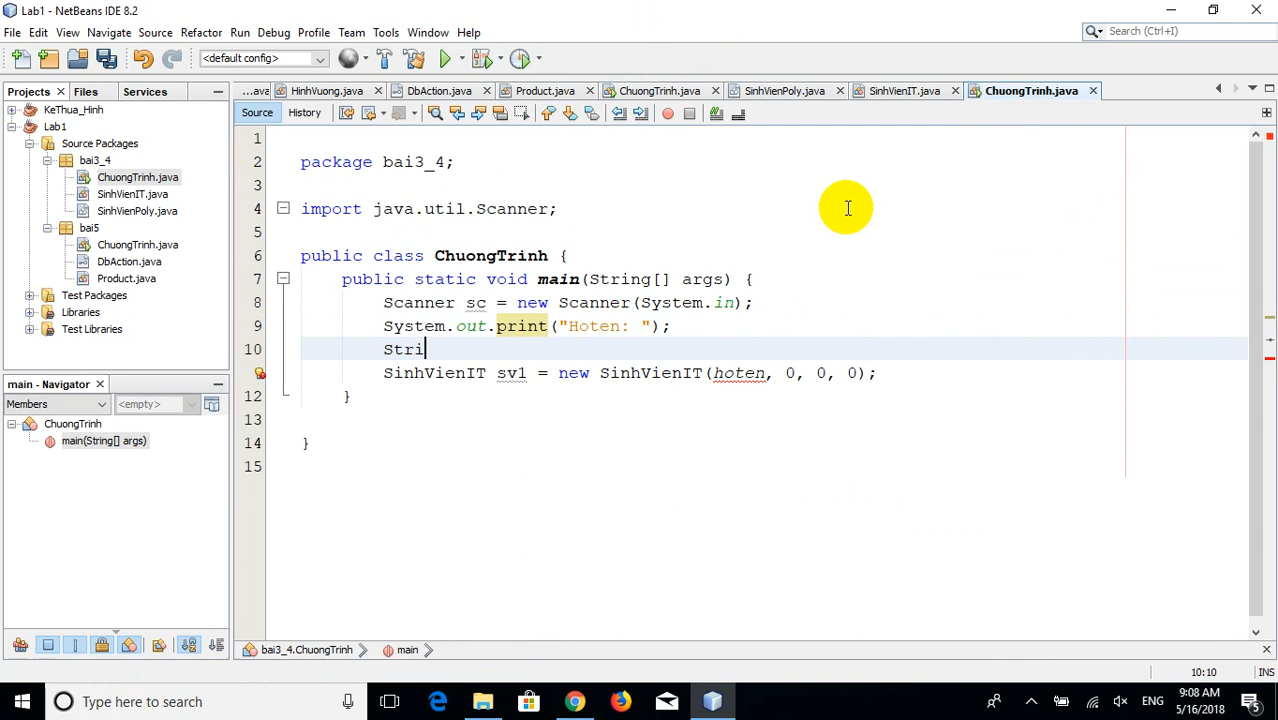 Lab1 - NetBeans IDE 8.2
File Edit View Navigate Source Refactor Run Debug Profile Team Tools Window Help
Search (Ctrl+I)
<default config>
Projects Files Services
...ava HinhVuong.java DbAction.java Product.java ChuongTrinh.java SinhVienPoly.java SinhVienIT.java ChuongTrinh.java
KeThua_Hinh
Lab1
Source Packages
bai3_4
ChuongTrinh.java
SinhVienIT.java
SinhVienPoly.java
bai5
ChuongTrinh.java
DbAction.java
Product.java
Test Packages
Libraries
Test Libraries
Source History
1
2 package bai3_4;
3
4 import java.util.Scanner;
5
6 public class ChuongTrinh {
7 public static void main(String[] args) {
8 Scanner sc = new Scanner(System.in);
9 System.out.print("Hoten: ");
10 Stri
SinhVienIT sv1 = new SinhVienIT(hoten, 0, 0, 0);
12 }
13
14 }
15
main - Navigator
Members <empty>
ChuongTrinh
main(String[] args)
bai3_4.ChuongTrinh main
10:10 INS
Type here to search
ENG
9:08 AM
5/16/2018
5